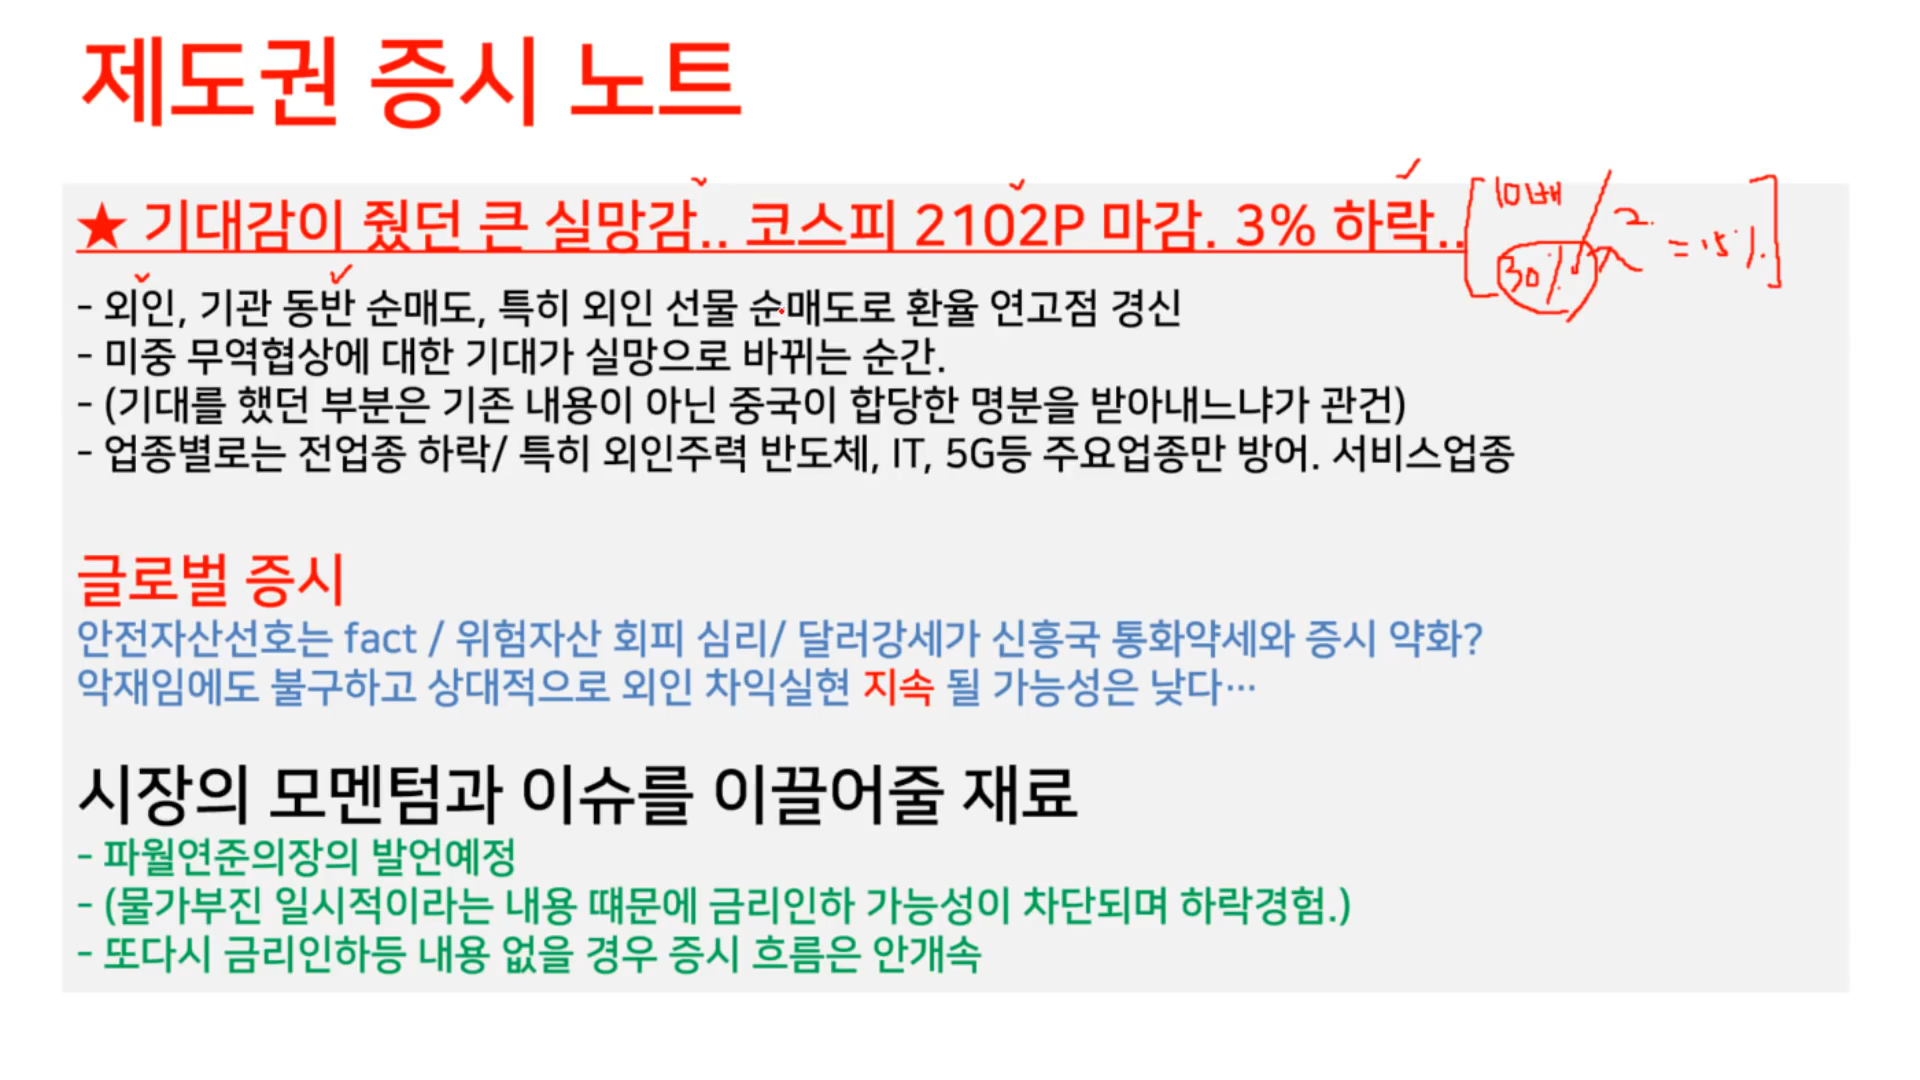 제도권 증시 노트
★ 기대감이 줬던 큰 실망감.. 코스피 2102P 마감. 3% 하락..
10
2
30%
=15%
- 외인, 기관 동반 순매도, 특히 외인 선물 순매도로 환율 연고점 경신
- 미중 무역협상에 대한 기대가 실망으로 바뀌는 순간.
- (기대를 했던 부분은 기존 내용이 아닌 중국이 합당한 명분을 받아내느냐가 관건)
- 업종별로는 전업종 하락/ 특히 외인주력 반도체, IT, 5G등 주요업종만 방어. 서비스업종
글로벌 증시
안전자산선호는 fact / 위험자산 회피 심리/ 달러강세가 신흥국 통화약세와 증시 약화?
악재임에도 불구하고 상대적으로 외인 차익실현 지속 될 가능성은 낮다…
시장의 모멘텀과 이슈를 이끌어줄 재료
- 파월연준의장의 발언예정
- (물가부진 일시적이라는 내용 떄문에 금리인하 가능성이 차단되며 하락경험.)
- 또다시 금리인하등 내용 없을 경우 증시 흐름은 안개속